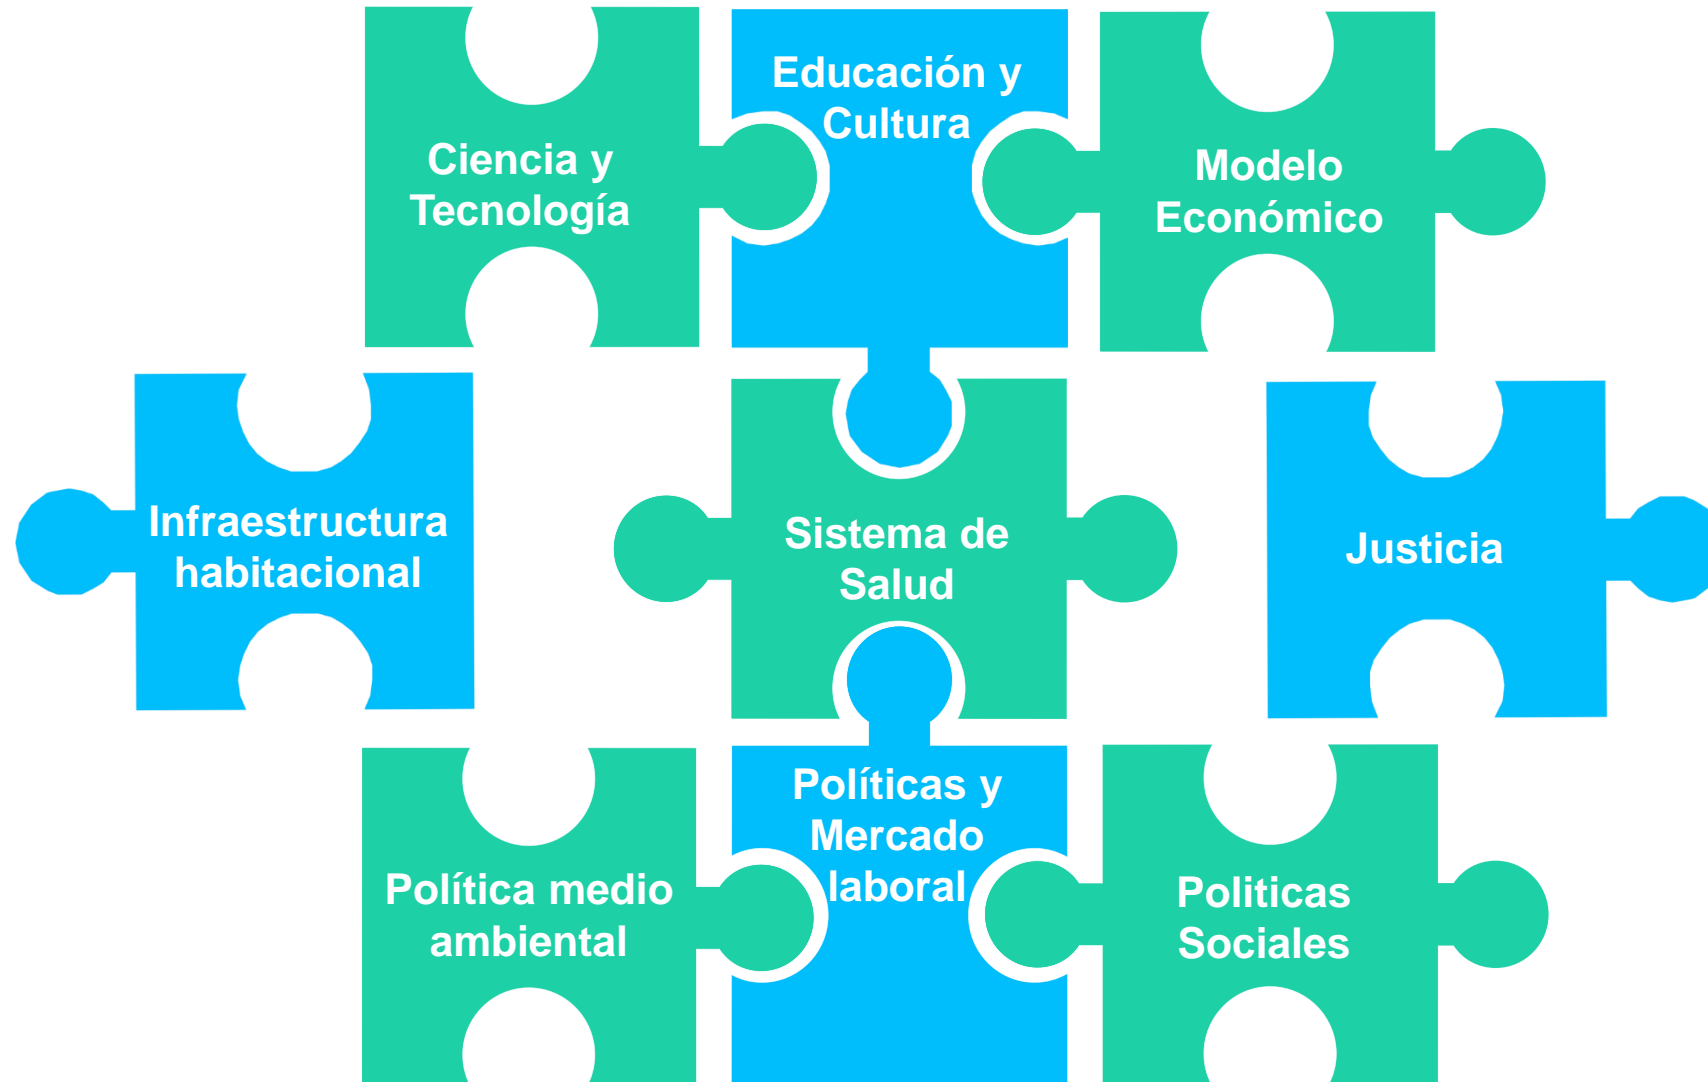 Educación y
Cultura
Ciencia y
Tecnología
Modelo
Económico
Infraestructura
habitacional
Sistema de
Salud
Justicia
Políticas y
Mercado
laboral
Política medio
ambiental
Politicas
Sociales